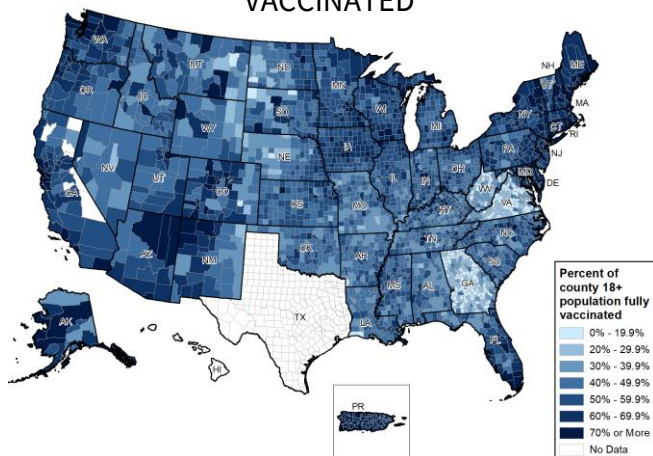 VACCINATED
WA
MT
ND
MN
OR
ID
WY
SD
WI
MI
NH
VT
ME
NY
MA
CT
RI
NV
UT
CO
NE
IA
IL
IN
OH
PA
NJ
MD
DE
WV
VA
CA
KS
MO
KY
AZ
NM
OK
AR
TN
NC
SC
TX
LA
MS
AL
GA
FL
AK
HI
PR
Percent of
county 18+
population fully
vaccinated
0% - 19.9%
20% - 29.9%
30% - 39.9%
40% - 49.9%
50% - 59.9%
60% - 69.9%
70% or More
No Data